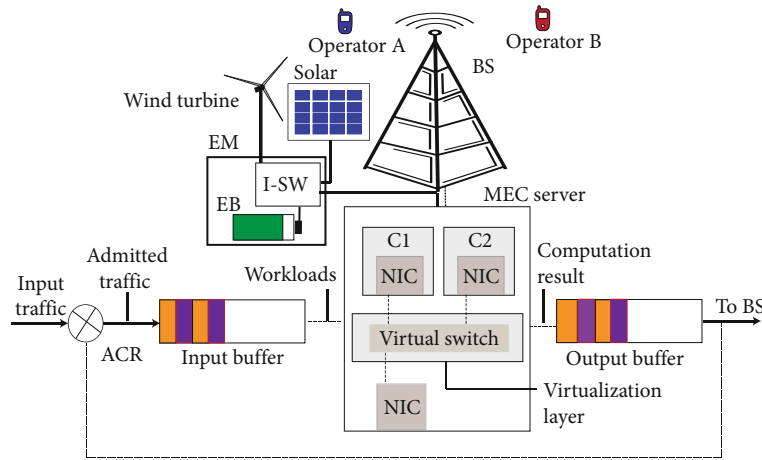 Operator A
Operator B
Solar
BS
Wind turbine
EM
I-SW
EB
MEC server
C1
C2
NIC
NIC
Input
traffic
Admitted
traffic
Workloads
Computation
result
To BS
ACR
Input buffer
Virtual switch
Output buffer
NIC
Virtualization
layer